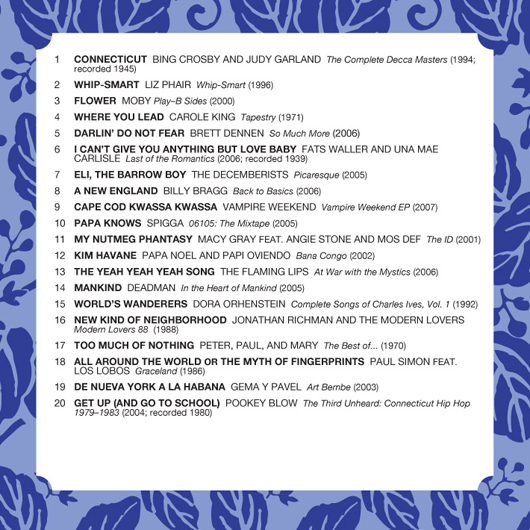 1 CONNECTICUT BING CROSBY AND JUDY GARLAND The Complete Decca Masters (1994;
recorded 1945)
2 WHIP-SMART LIZ PHAIR Whip-Smart (1996)
3 FLOWER MOBY Play–B Sides (2000)
4 WHERE YOU LEAD CAROLE KING Tapestry (1971)
5 DARLIN' DO NOT FEAR BRETT DENNEN So Much More (2006)
6 I CAN'T GIVE YOU ANYTHING BUT LOVE BABY FATS WALLER AND UNA MAE
CARLISLE Last of the Romantics (2006; recorded 1939)
7 ELI, THE BARROW BOY THE DECEMBERISTS Picaresque (2005)
8 A NEW ENGLAND BILLY BRAGG Back to Basics (2006)
9 CAPE COD KWASSA KWASSA VAMPIRE WEEKEND Vampire Weekend EP (2007)
10 PAPA KNOWS SPIGGA 06105: The Mixtape (2005)
11 MY NUTMEG PHANTASY MACY GRAY FEAT. ANGIE STONE AND MOS DEF The ID (2001)
12 KIM HAVANE PAPA NOEL AND PAPI OVIENDO Bana Congo (2002)
13 THE YEAH YEAH YEAH SONG THE FLAMING LIPS At War with the Mystics (2006)
14 MANKIND DEADMAN In the Heart of Mankind (2005)
15 WORLD'S WANDERERS DORA ORHENSTEIN Complete Songs of Charles Ives, Vol. 1 (1992)
16 NEW KIND OF NEIGHBORHOOD JONATHAN RICHMAN AND THE MODERN LOVERS
Modern Lovers 88 (1988)
17 TOO MUCH OF NOTHING PETER, PAUL, AND MARY The Best of... (1970)
18 ALL AROUND THE WORLD OR THE MYTH OF FINGERPRINTS PAUL SIMON FEAT.
LOS LOBOS Graceland (1986)
19 DE NUEVA YORK A LA HABANA GEMA Y PAVEL Art Bembe (2003)
20 GET UP (AND GO TO SCHOOL) POOKEY BLOW The Third Unheard: Connecticut Hip Hop
1979–1983 (2004; recorded 1980)